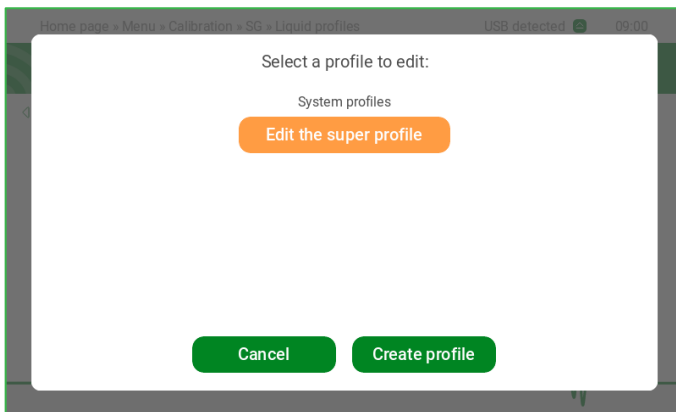 Home page » Menu » Calibration » SG » Liquid profiles USB detected 09:00
Select a profile to edit:
System profiles
Edit the super profile
Cancel Create profile